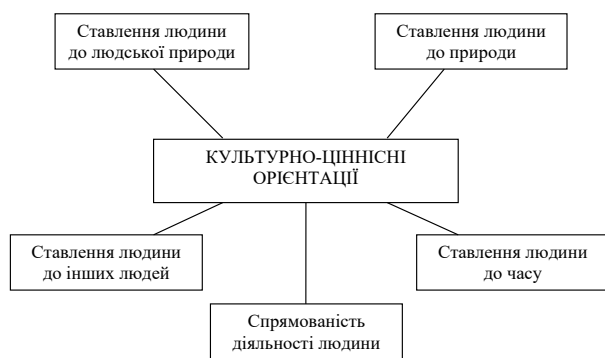 Ставлення людини
до людської природи
Ставлення людини
до природи
КУЛЬТУРНО-ЦІННІСНІ
ОРІЄНТАЦІЇ
Ставлення людини
до інших людей
Ставлення людини
до часу
Спрямованість
діяльності людини